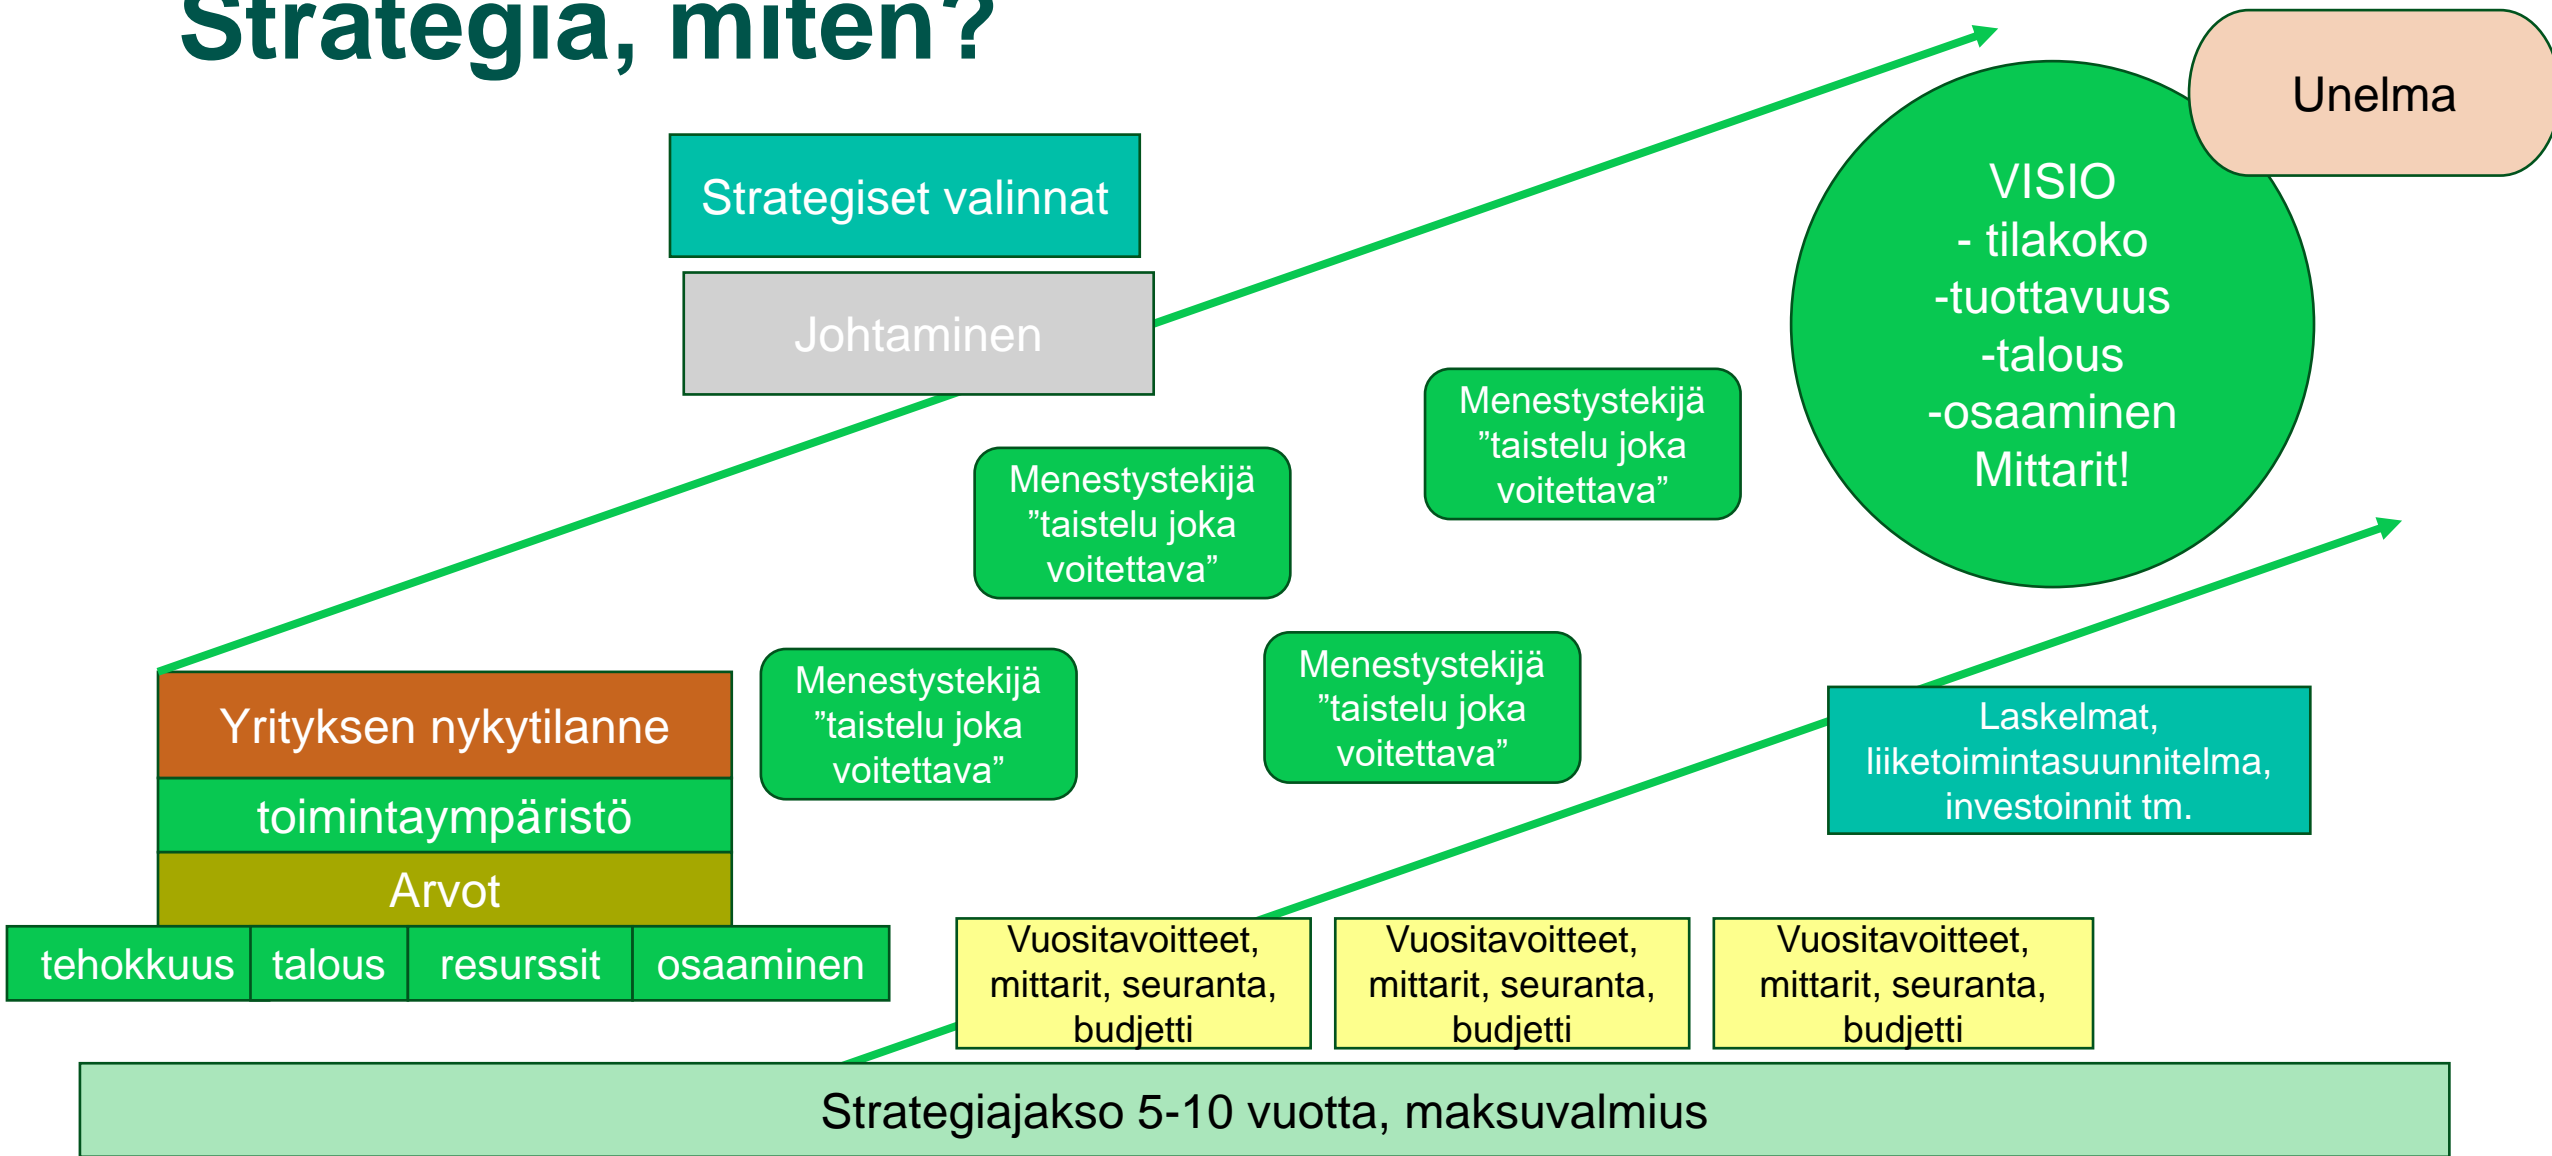 Strategia, miten?
Unelma
Strategiset valinnat
Johtaminen
VISIO
- tilakoko
-tuottavuus
-talous
-osaaminen
Mittarit!
Menestystekijä
”taistelu joka
voitettava”
Menestystekijä
”taistelu joka
voitettava”
Menestystekijä
”taistelu joka
voitettava”
Menestystekijä
”taistelu joka
voitettava”
Yrityksen nykytilanne
toimintaympäristö
Arvot
tehokkuus
talous
resurssit
osaaminen
Laskelmat,
liiketoimintasuunnitelma,
investoinnit tm.
Vuositavoitteet,
mittarit, seuranta,
budjetti
Vuositavoitteet,
mittarit, seuranta,
budjetti
Vuositavoitteet,
mittarit, seuranta,
budjetti
Strategiajakso 5-10 vuotta, maksuvalmius